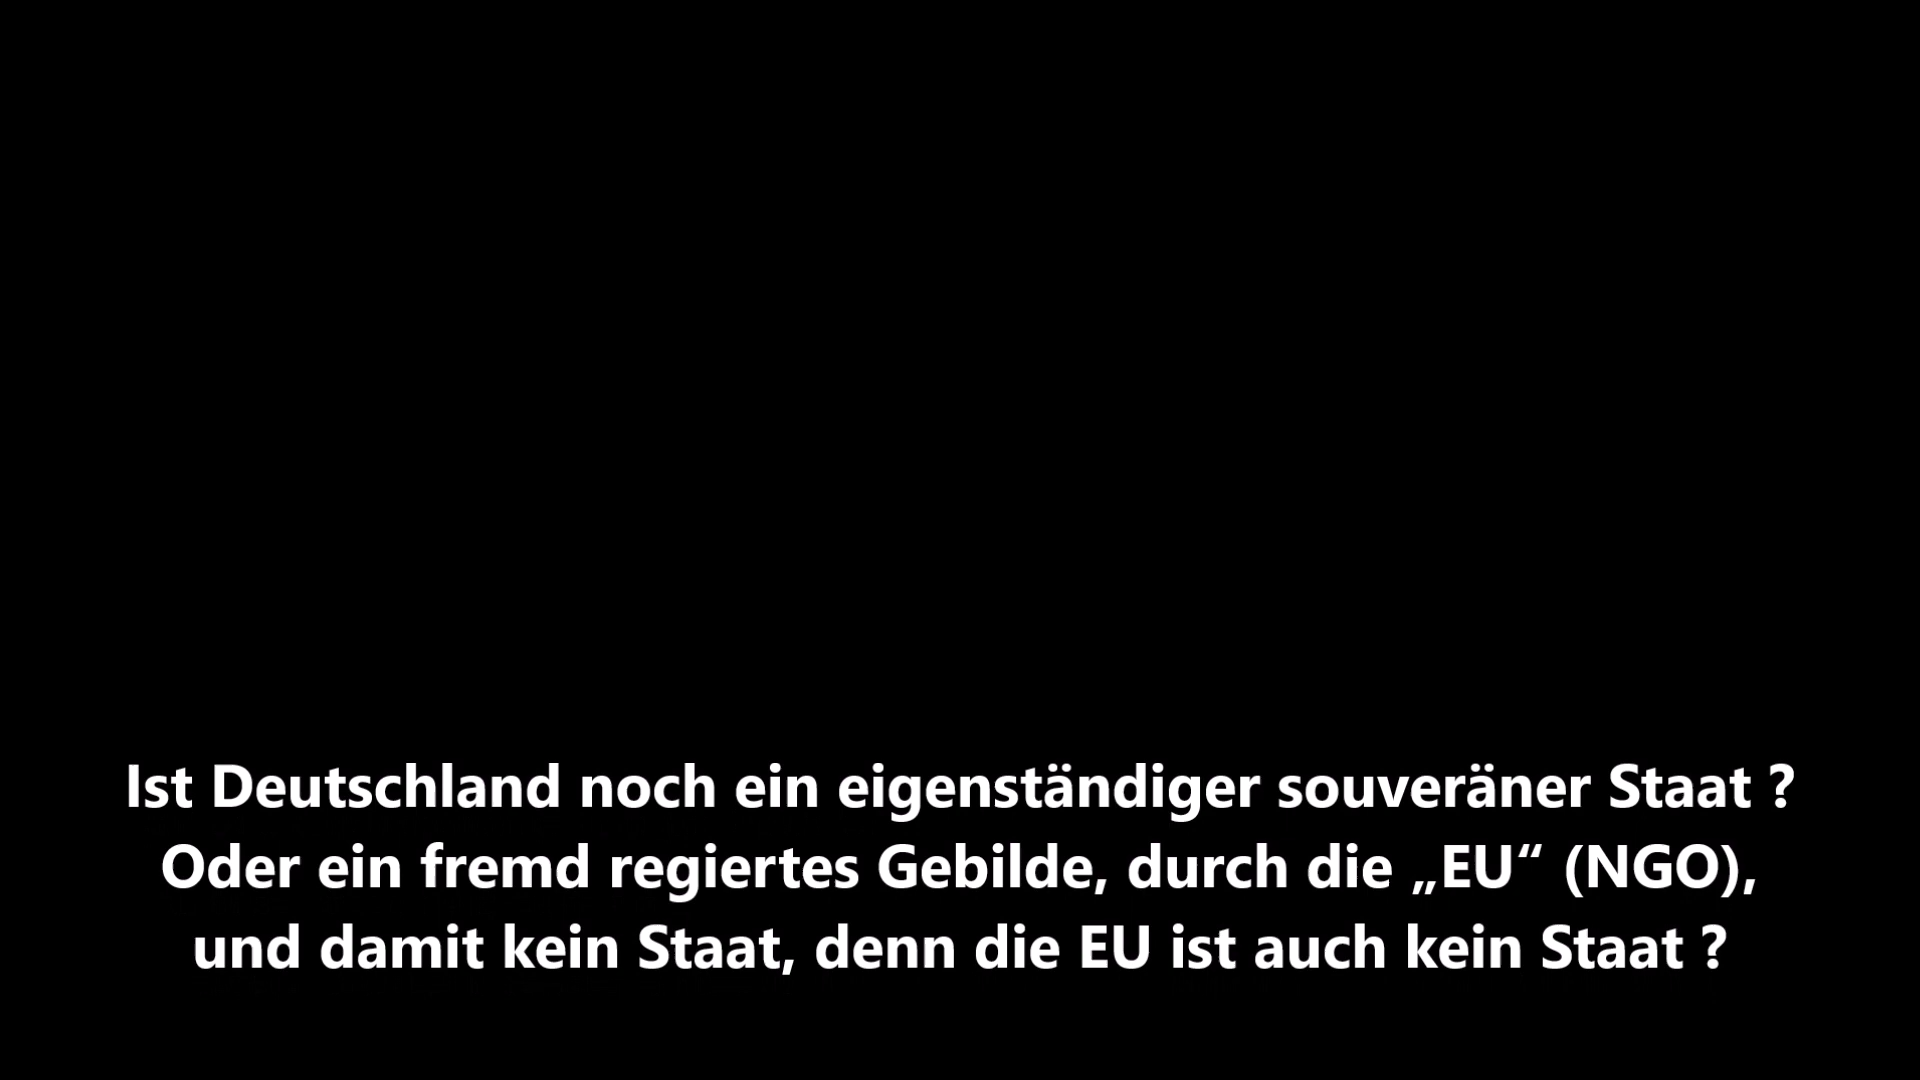 Ist Deutschland noch ein eigenständiger souveräner Staat ?
Oder ein fremd regiertes Gebilde, durch die „EU“ (NGO),
und damit kein Staat, denn die EU ist auch kein Staat ?